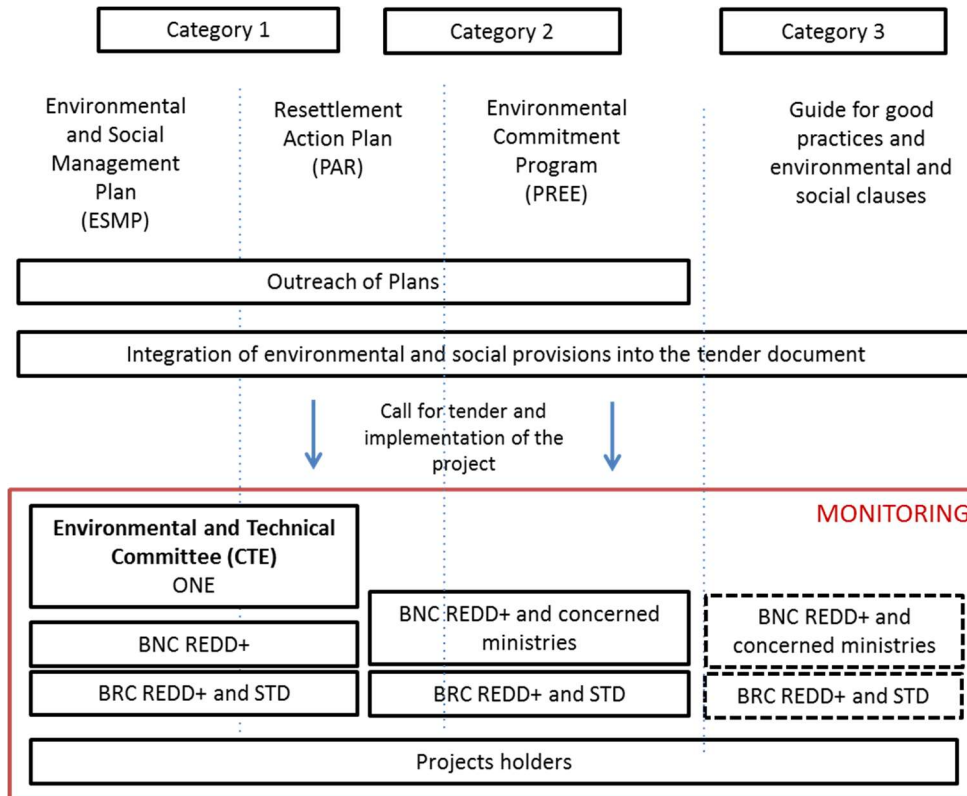 Category 1
Category 2
Category 3
Environmental
and Social
Management
Plan
(ESMP)
Resettlement
Action Plan
(PAR)
Environmental
Commitment
Program
(PREE)
Guide for good
practices and
environmental and
social clauses
Outreach of Plans
Integration of environmental and social provisions into the tender document
Call for tender and
implementation of the
project
MONITORING
Environmental and Technical
Committee (CTE)
ONE
BNC REDD+
BRC REDD+ and STD
BNC REDD+ and concerned
ministries
BRC REDD+ and STD
BNC REDD+ and
concerned ministries
BRC REDD+ and STD
Projects holders